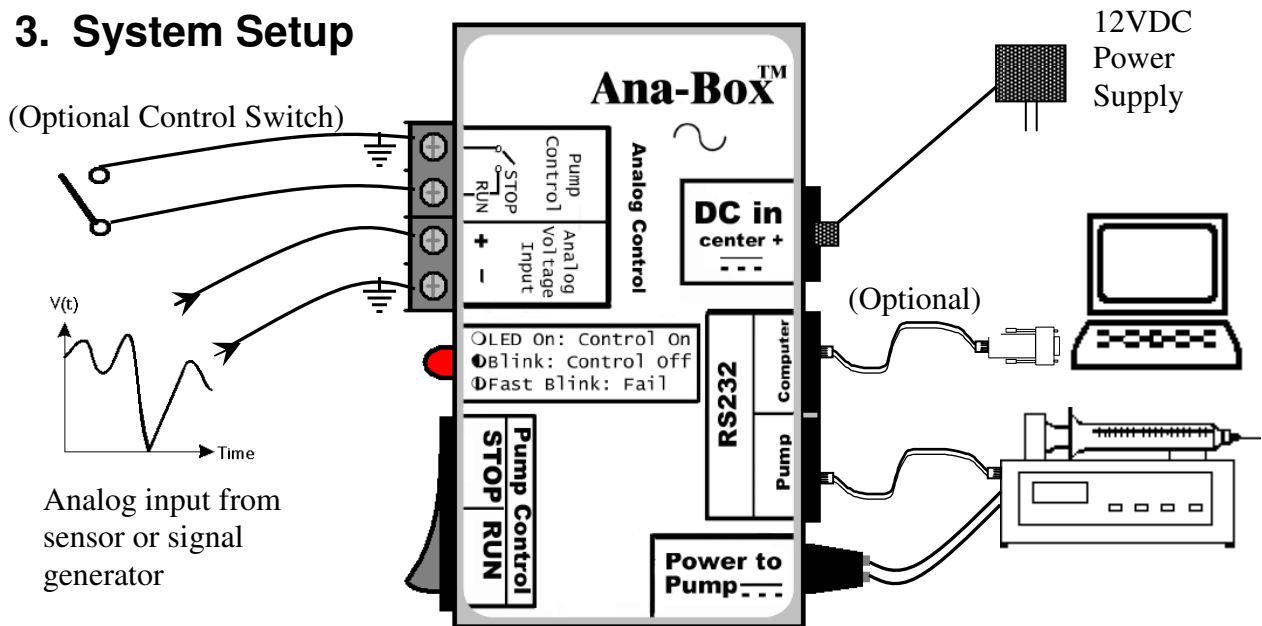 3. System Setup
(Optional Control Switch)
Ana-Box™
12VDC
Power
Supply
Pump
Control
STOP
RUN
Analog
Voltage
Input
+
-
Analog Control
DC in
center +
(Optional)
V(t)
Time
Analog input from
sensor or signal
generator
LED On: Control On
Blink: Control Off
Fast Blink: Fail
RS232
Computer
Pump
Pump Control
STOP RUN
Power to
Pump